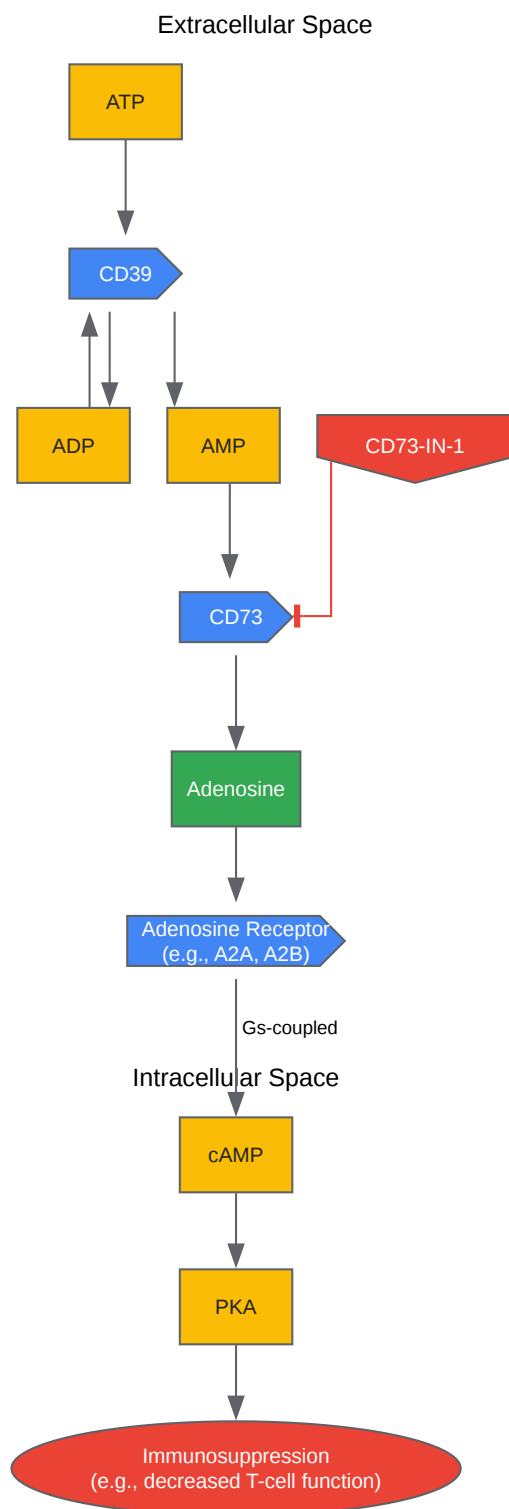 Extracellular Space
ATP
CD39
ADP
AMP
CD73-IN-1
CD73
Adenosine
Adenosine Receptor
(e.g., A2A, A2B)
Gs-coupled
Intracellular Space
cAMP
PKA
Immunosuppression
(e.g., decreased T-cell function)